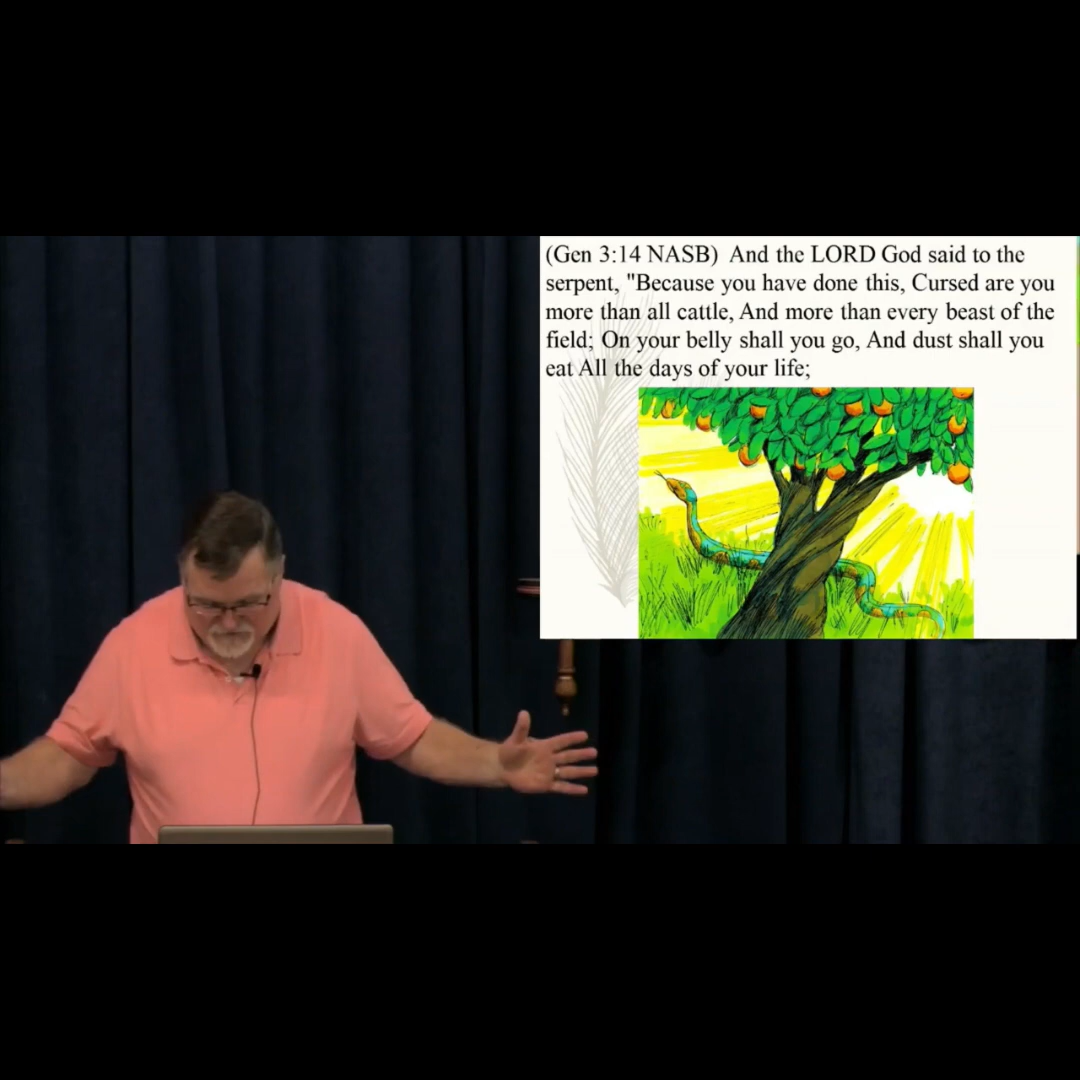 (Gen 3:14 NASB) And the LORD God said to the
serpent, "Because you have done this, Cursed are you
more than all cattle, And more than every beast of the
field; On your belly shall you go, And dust shall you
eat All the days of your life;